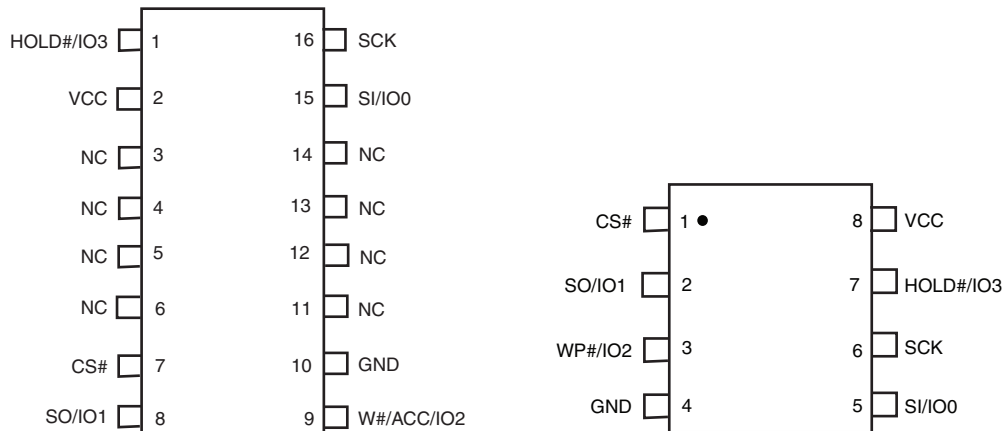 HOLD#/IO3 1 16 SCK
VCC 2 15 SI/IO0
NC 3 14 NC
NC 4 13 NC
NC 5 12 NC
NC 6 11 NC
CS# 7 10 GND
SO/IO1 8 9 W#/ACC/IO2
CS# 1 8 VCC
SO/IO1 2 7 HOLD#/IO3
WP#/IO2 3 6 SCK
GND 4 5 SI/IO0